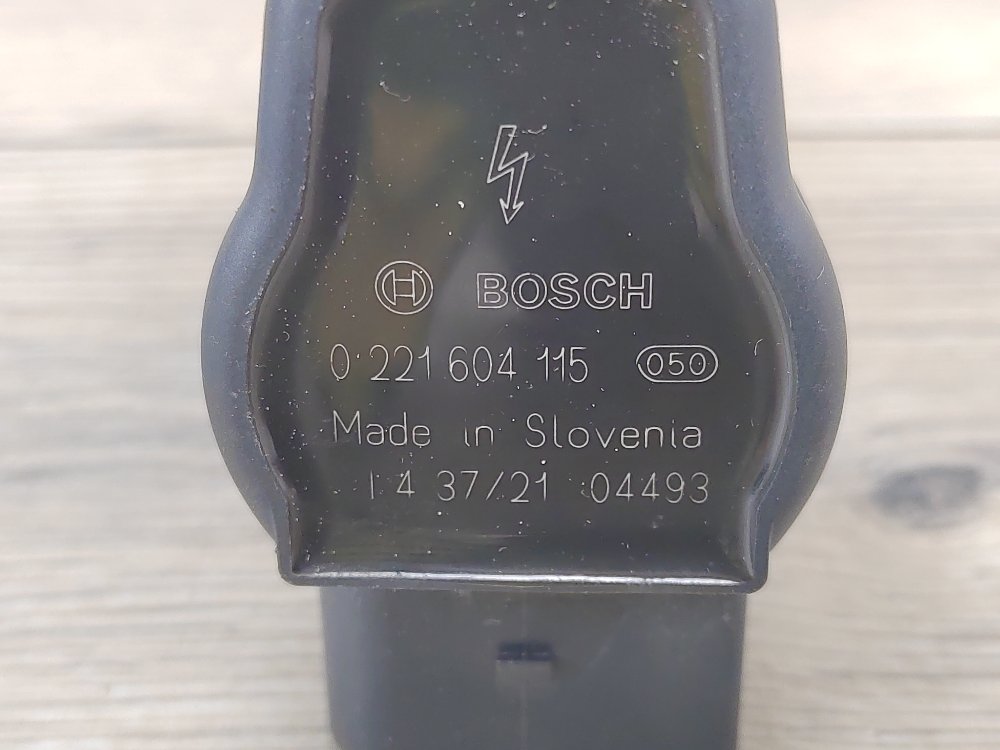 BOSCH
0 221 604 115 050
Made in Slovenia
1 4 37/21 04493